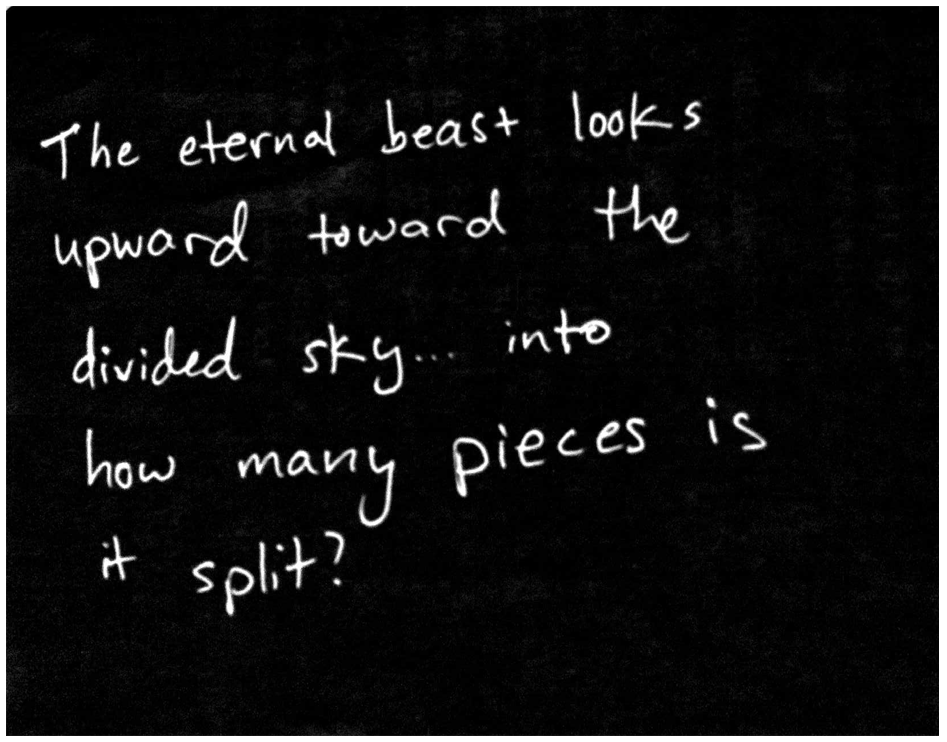 The eternal beast looks
upward toward the
divided sky... into
how many pieces is
it split?